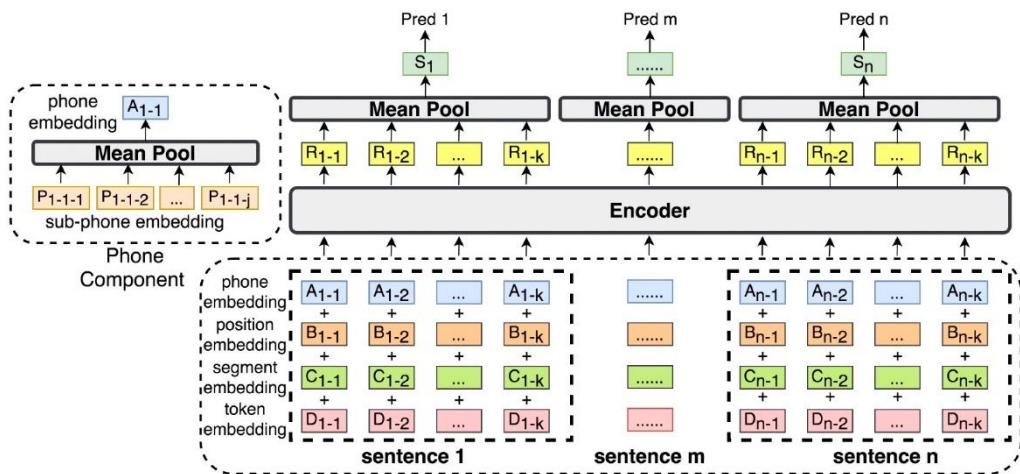 Pred 1 Pred m Pred n
S1 ...... Sn
Mean Pool Mean Pool Mean Pool
R1-1 R1-2 ... R1-k ...... Rn-1 Rn-2 ... Rn-k
Encoder
phone
embedding
A1-1
Mean Pool
P1-1-1 P1-1-2 ... P1-1-j
sub-phone embedding
Phone
Component
phone
embedding
A1-1 A1-2 ... A1-k ...... An-1 An-2 ... An-k
+ + + + + + + +
position
embedding
B1-1 B1-2 ... B1-k ...... Bn-1 Bn-2 ... Bn-k
+ + + + + + + +
segment
embedding
C1-1 C1-2 ... C1-k ...... Cn-1 Cn-2 ... Cn-k
+ + + + + + + +
token
embedding
D1-1 D1-2 ... D1-k ...... Dn-1 Dn-2 ... Dn-k
sentence 1 sentence m sentence n